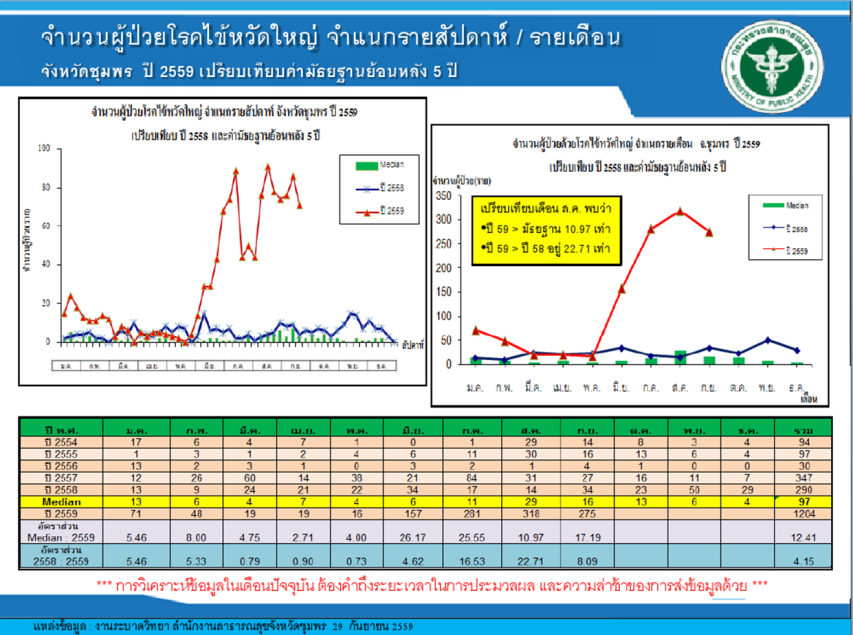 จำนวนผู้ป่วยโรคไข้หวัดใหญ่ จำแนกรายสัปดาห์ / รายเดือน
จังหวัดชุมพร ปี 2559 เปรียบเทียบค่ามัธยฐานย้อนหลัง 5 ปี
กระทรวงสาธารณสุข
MINISTRY OF PUBLIC HEALTH
จำนวนผู้ป่วยโรคไข้หวัดใหญ่ จำแนกรายสัปดาห์ จังหวัดชุมพร ปี 2559
เปรียบเทียบ ปี 2558 และค่ามัธยฐานย้อนหลัง 5 ปี
จำนวนผู้ป่วย(ราย)
100
80
60
40
20
0
Median
ปี 2558
ปี 2559
สัปดาห์
ม.ค. ก.พ. มี.ค. เม.ย. พ.ค. มิ.ย. ก.ค. ส.ค. ก.ย. ต.ค. พ.ย. ธ.ค.
จำนวนผู้ป่วยด้วยโรคไข้หวัดใหญ่ จำแนกรายเดือน จ.ชุมพร ปี 2559
เปรียบเทียบ ปี 2558 และค่ามัธยฐานย้อนหลัง 5 ปี
จำนวนผู้ป่วย(ราย)
350
300
250
200
150
100
50
0
เปรียบเทียบเดือน ส.ค. พบว่า
•ปี 59 > มัธยฐาน 10.97 เท่า
•ปี 59 > ปี 58 อยู่ 22.71 เท่า
Median
ปี 2558
ปี 2559
ม.ค. ก.พ. มี.ค. เม.ย. พ.ค. มิ.ย. ก.ค. ส.ค. ก.ย. ต.ค. พ.ย. ธ.ค.
เดือน
ปี พ.ศ. ม.ค. ก.พ. มี.ค. เม.ย. พ.ค. มิ.ย. ก.ค. ส.ค. ก.ย. ต.ค. พ.ย. ธ.ค. รวม
ปี 2554 17 6 4 7 1 0 1 29 14 8 3 4 94
ปี 2555 1 3 1 2 4 6 11 30 16 13 6 4 97
ปี 2556 13 2 3 1 0 3 2 1 4 1 0 0 30
ปี 2557 12 26 60 14 38 21 84 31 27 16 11 7 347
ปี 2558 13 9 24 21 22 34 17 14 34 23 50 29 290
Median 13 6 4 7 4 6 11 29 16 13 6 4 97
ปี 2559 71 48 19 19 16 157 281 318 275 1204
อัตราส่วน
Median : 2559 5.46 8.00 4.75 2.71 4.00 26.17 25.55 10.97 17.19 12.41
อัตราส่วน
2558 : 2559 5.46 5.33 0.79 0.90 0.73 4.62 16.53 22.71 8.09 4.15
*** การวิเคราะห์ข้อมูลในเดือนปัจจุบัน ต้องคำถึงระยะเวลาในการประมวลผล และความล่าช้าของการส่งข้อมูลด้วย ***
แหล่งข้อมูล : งานระบาดวิทยา สำนักงานสาธารณสุขจังหวัดชุมพร 29 กันยายน 2559